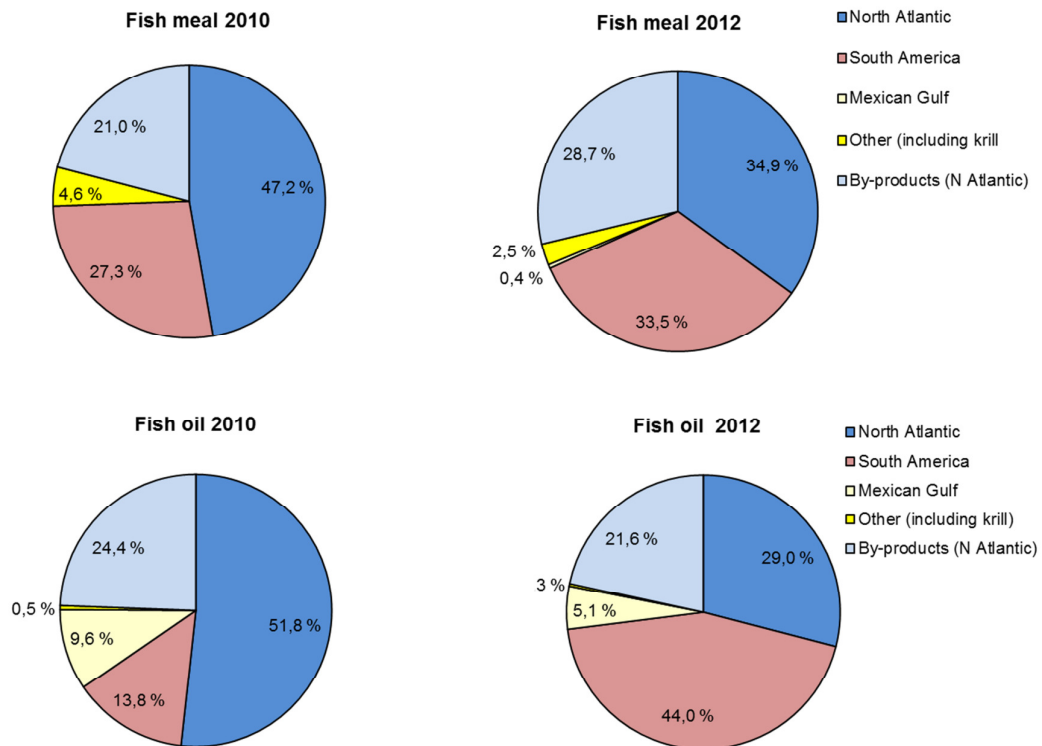 Fish meal 2010
21,0 %
4,6 %
47,2 %
27,3 %
Fish meal 2012
28,7 %
34,9 %
2,5 %
0,4 %
33,5 %
North Atlantic
South America
Mexican Gulf
Other (including krill
By-products (N Atlantic)
Fish oil 2010
24,4 %
0,5 %
51,8 %
9,6 %
13,8 %
Fish oil 2012
21,6 %
29,0 %
3 %
5,1 %
44,0 %
North Atlantic
South America
Mexican Gulf
Other (including krill)
By-products (N Atlantic)